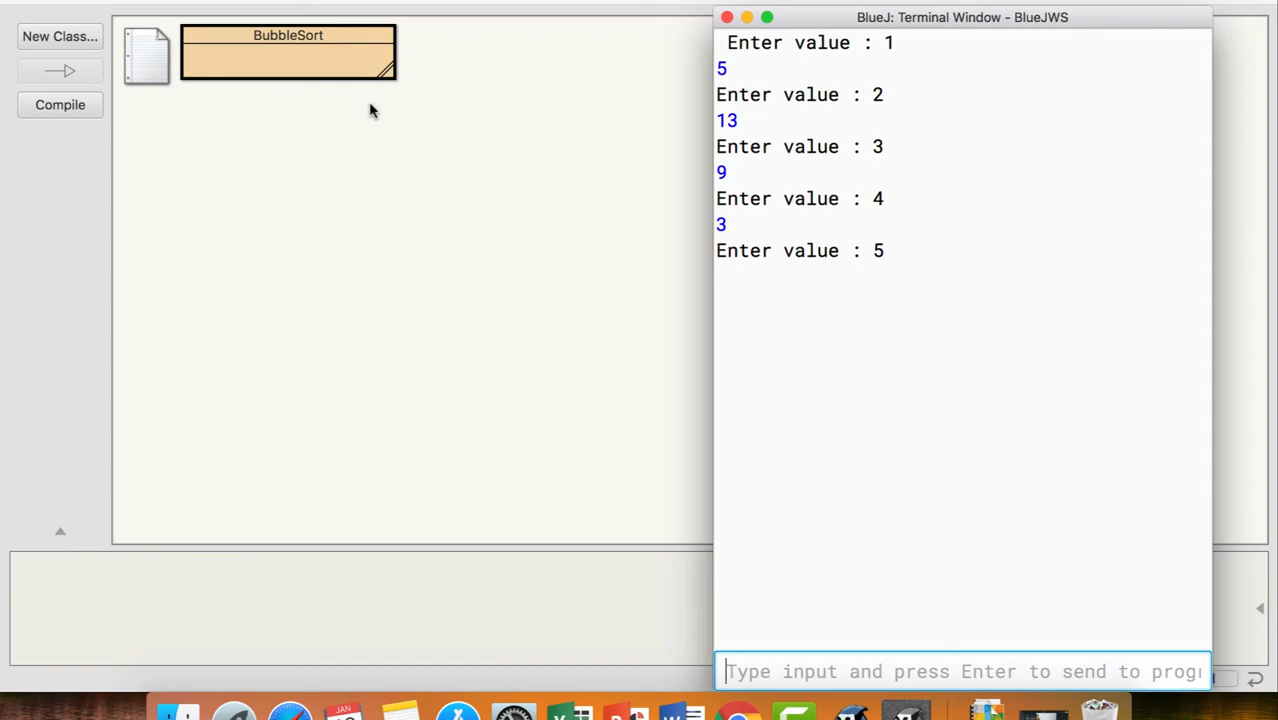 New Class...
Compile
BubbleSort
BlueJ: Terminal Window - BlueJWS
Enter value : 1
5
Enter value : 2
13
Enter value : 3
9
Enter value : 4
3
Enter value : 5
Type input and press Enter to send to progr
JAN